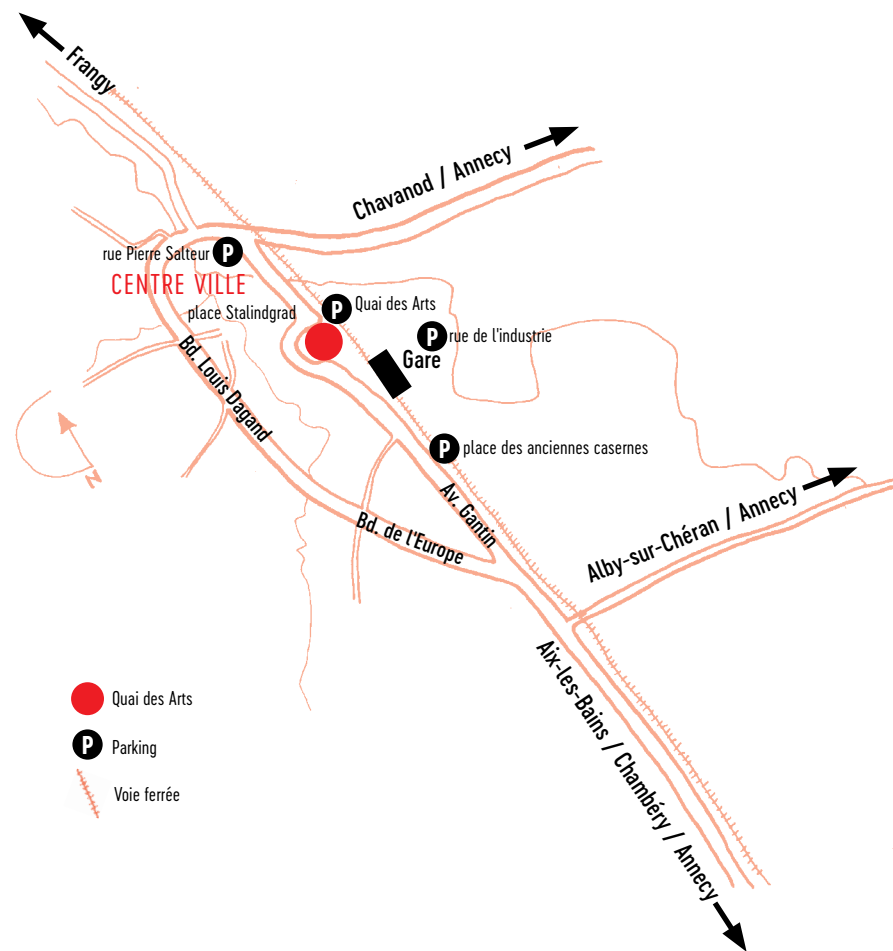 Frangy
Chavanod / Annecy
rue Pierre Salteur P
CENTRE VILLE
place Stalindgrad
P Quai des Arts
P rue de l'industrie
Gare
Bd. Louis Dagand
N
P place des anciennes casernes
Av. Gantin
Bd. de l'Europe
Alby-sur-Chéran / Annecy
Aix-les-Bains / Chambéry / Annecy
Quai des Arts
P Parking
Voie ferrée